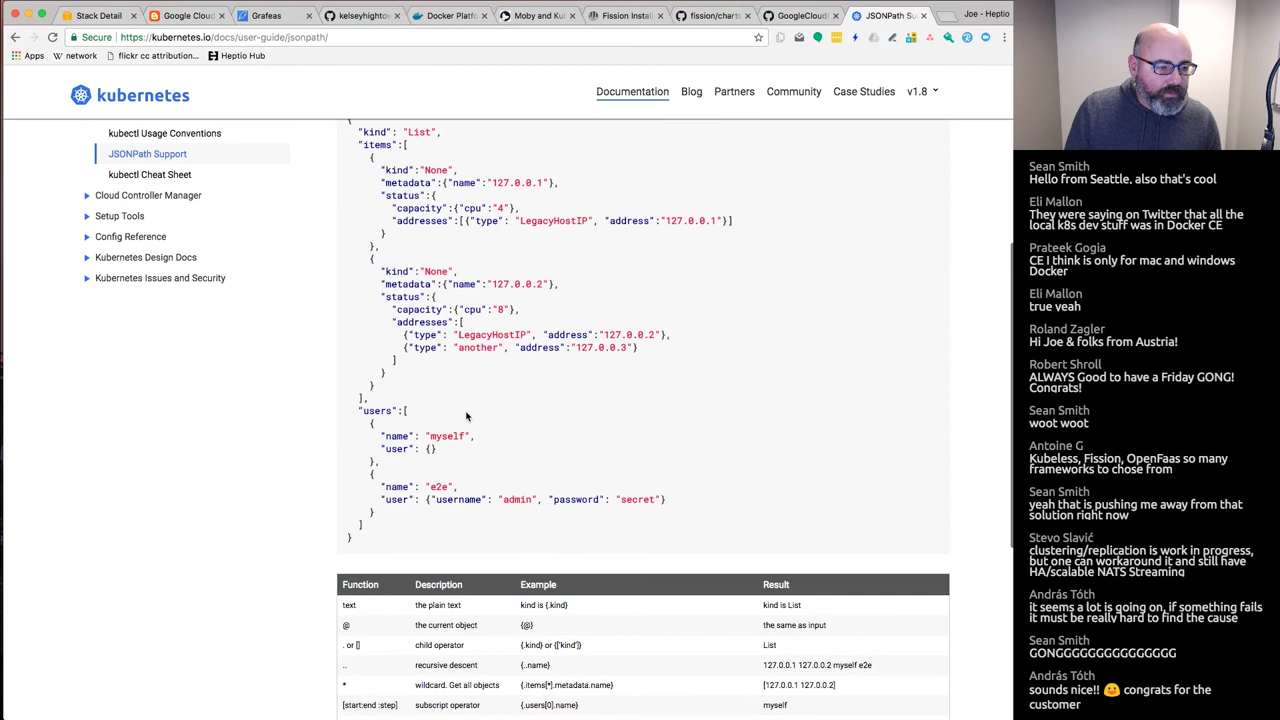 Stack Detail
Google Cloud
Grafeas
kelseyhightow
Docker Platfo
Moby and Ku
Fission Install
fission/charts
GoogleCloud
JSONPath Su
Joe - Heptio
Secure
https://kubernetes.io/docs/user-guide/jsonpath/
Apps
network
flickr cc attribution...
Heptio Hub
kubernetes
Documentation
Blog
Partners
Community
Case Studies
v1.8
kubectl Usage Conventions
JSONPath Support
kubectl Cheat Sheet
Cloud Controller Manager
Setup Tools
Config Reference
Kubernetes Design Docs
Kubernetes Issues and Security
{
"kind": "List",
"items":[
{
"kind":"None",
"metadata":{"name":"127.0.0.1"},
"status":{
"capacity":{"cpu":"4"},
"addresses":[{"type": "LegacyHostIP", "address":"127.0.0.1"}]
}
},
{
"kind":"None",
"metadata":{"name":"127.0.0.2"},
"status":{
"capacity":{"cpu":"8"},
"addresses":[
{"type": "LegacyHostIP", "address":"127.0.0.2"},
{"type": "another", "address":"127.0.0.3"}
]
}
}
],
"users":[
{
"name": "myself",
"user": {}
},
{
"name": "e2e",
"user": {"username": "admin", "password": "secret"}
}
]
}
Function Description Example Result
text the plain text kind is {.kind} kind is List
@ the current object {@} the same as input
. or [] child operator {.kind} or {['kind']} List
.. recursive descent {..name} 127.0.0.1 127.0.0.2 myself e2e
* wildcard. Get all objects {.items[*].metadata.name} [127.0.0.1 127.0.0.2]
[start:end :step] subscript operator {.users[0].name} myself
Sean Smith
Hello from Seattle, also that's cool
Eli Mallon
They were saying on Twitter that all the
local k8s dev stuff was in Docker CE
Prateek Gogia
CE I think is only for mac and windows
Docker
Eli Mallon
true yeah
Roland Zagler
Hi Joe & folks from Austria!
Robert Shroll
ALWAYS Good to have a Friday GONG!
Congrats!
Sean Smith
woot woot
Antoine G
Kubeless, Fission, OpenFaas so many
frameworks to chose from
Sean Smith
yeah that is pushing me away from that
solution right now
Stevo Slavić
clustering/replication is work in progress,
but one can workaround it and still have
HA/scalable NATS Streaming
András Tóth
it seems a lot is going on, if something fails
it must be really hard to find the cause
Sean Smith
GONGGGGGGGGGGGGGGG
András Tóth
sounds nice!! 😀 congrats for the
customer